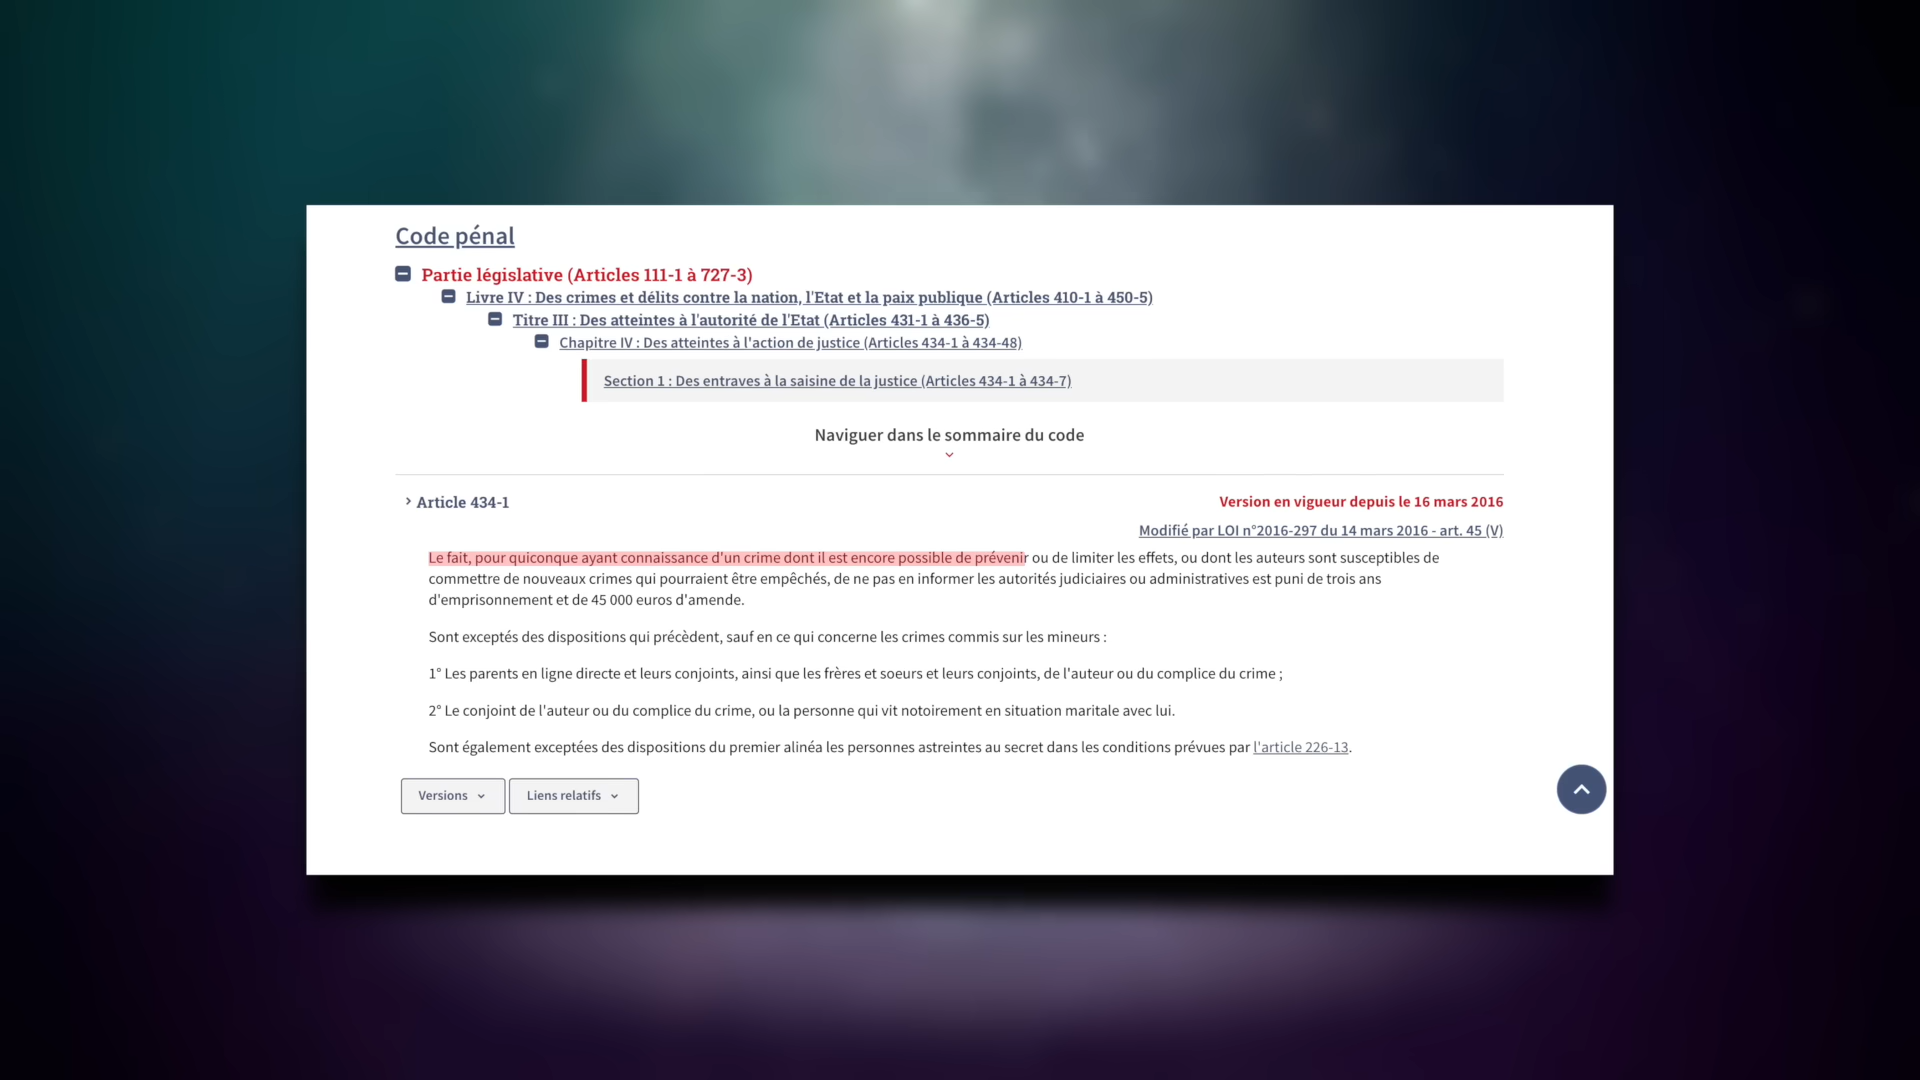 Code pénal
Partie législative (Articles 111-1 à 727-3)
Livre IV : Des crimes et délits contre la nation, l'Etat et la paix publique (Articles 410-1 à 450-5)
Titre III : Des atteintes à l'autorité de l'Etat (Articles 431-1 à 436-5)
Chapitre IV : Des atteintes à l'action de justice (Articles 434-1 à 434-48)
Section 1 : Des entraves à la saisine de la justice (Articles 434-1 à 434-7)
Naviguer dans le sommaire du code
Article 434-1
Version en vigueur depuis le 16 mars 2016
Modifié par LOI n°2016-297 du 14 mars 2016 - art. 45 (V)
Le fait, pour quiconque ayant connaissance d'un crime dont il est encore possible de prévenir ou de limiter les effets, ou dont les auteurs sont susceptibles de
commettre de nouveaux crimes qui pourraient être empêchés, de ne pas en informer les autorités judiciaires ou administratives est puni de trois ans
d'emprisonnement et de 45 000 euros d'amende.
Sont exceptés des dispositions qui précèdent, sauf en ce qui concerne les crimes commis sur les mineurs :
1° Les parents en ligne directe et leurs conjoints, ainsi que les frères et soeurs et leurs conjoints, de l'auteur ou du complice du crime ;
2° Le conjoint de l'auteur ou du complice du crime, ou la personne qui vit notoirement en situation maritale avec lui.
Sont également exceptées des dispositions du premier alinéa les personnes astreintes au secret dans les conditions prévues par l'article 226-13.
Versions
Liens relatifs